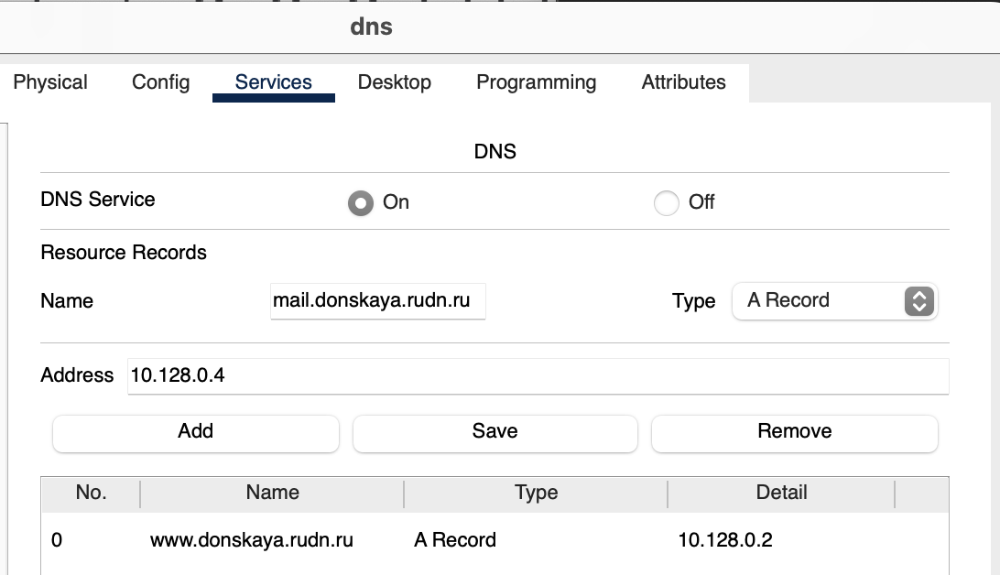 dns
Physical Config Services Desktop Programming Attributes
DNS
DNS Service On Off
Resource Records
Name mail.donskaya.rudn.ru Type A Record
Address 10.128.0.4
Add Save Remove
No. Name Type Detail
0 www.donskaya.rudn.ru A Record 10.128.0.2